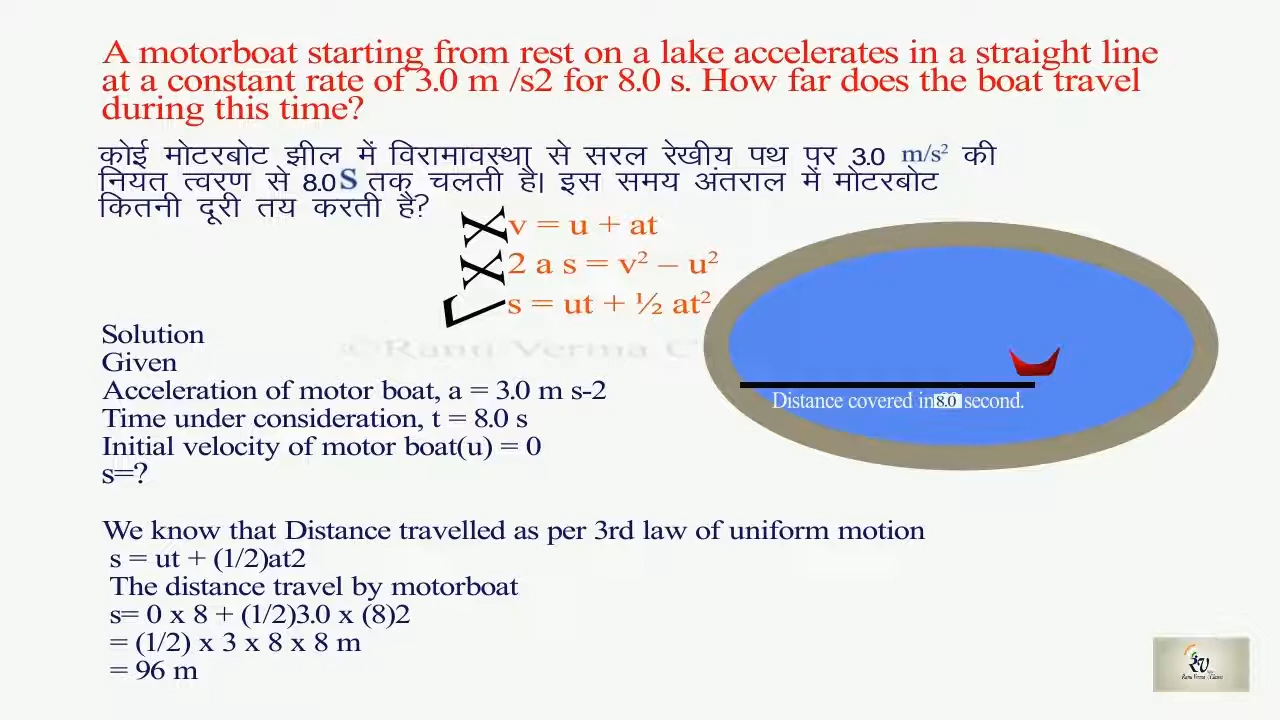 A motorboat starting from rest on a lake accelerates in a straight line
at a constant rate of 3.0 m /s2 for 8.0 s. How far does the boat travel
during this time?
कोई मोटरबोट झील में विरामावस्था से सरल रेखीय पथ पर 3.0 m/s² की
नियत त्वरण से 8.0 S तक चलती है। इस समय अंतराल में मोटरबोट
कितनी दूरी तय करती है?
v = u + at
2 a s = v² – u²
s = ut + ½ at²
©Ranu Verma C
Solution
Given
Acceleration of motor boat, a = 3.0 m s-2
Time under consideration, t = 8.0 s
Initial velocity of motor boat(u) = 0
s=?
Distance covered in 8.0 second.
We know that Distance travelled as per 3rd law of uniform motion
s = ut + (1/2)at2
The distance travel by motorboat
s= 0 x 8 + (1/2)3.0 x (8)2
= (1/2) x 3 x 8 x 8 m
= 96 m
Ranu Verma Classes